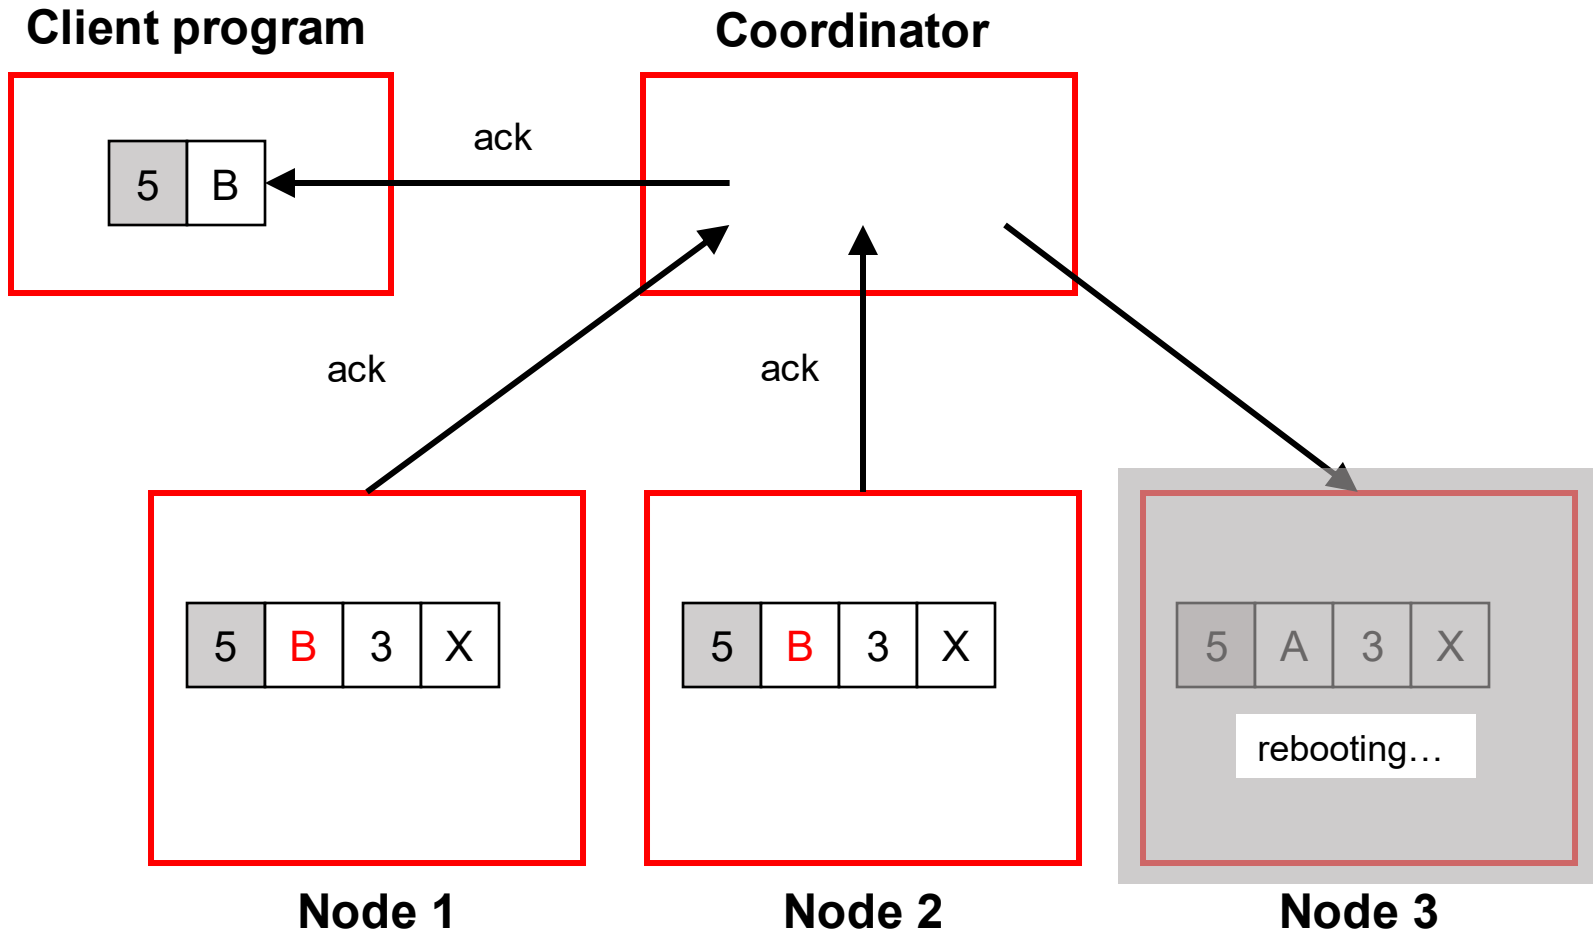 Client program
Coordinator
ack
5 B
ack
ack
5 B 3 X
5 B 3 X
5 A 3 X
rebooting…
Node 1
Node 2
Node 3